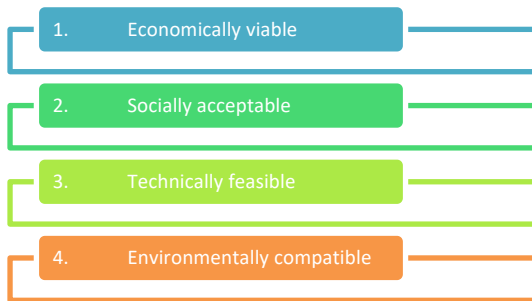 1. Economically viable
2. Socially acceptable
3. Technically feasible
4. Environmentally compatible